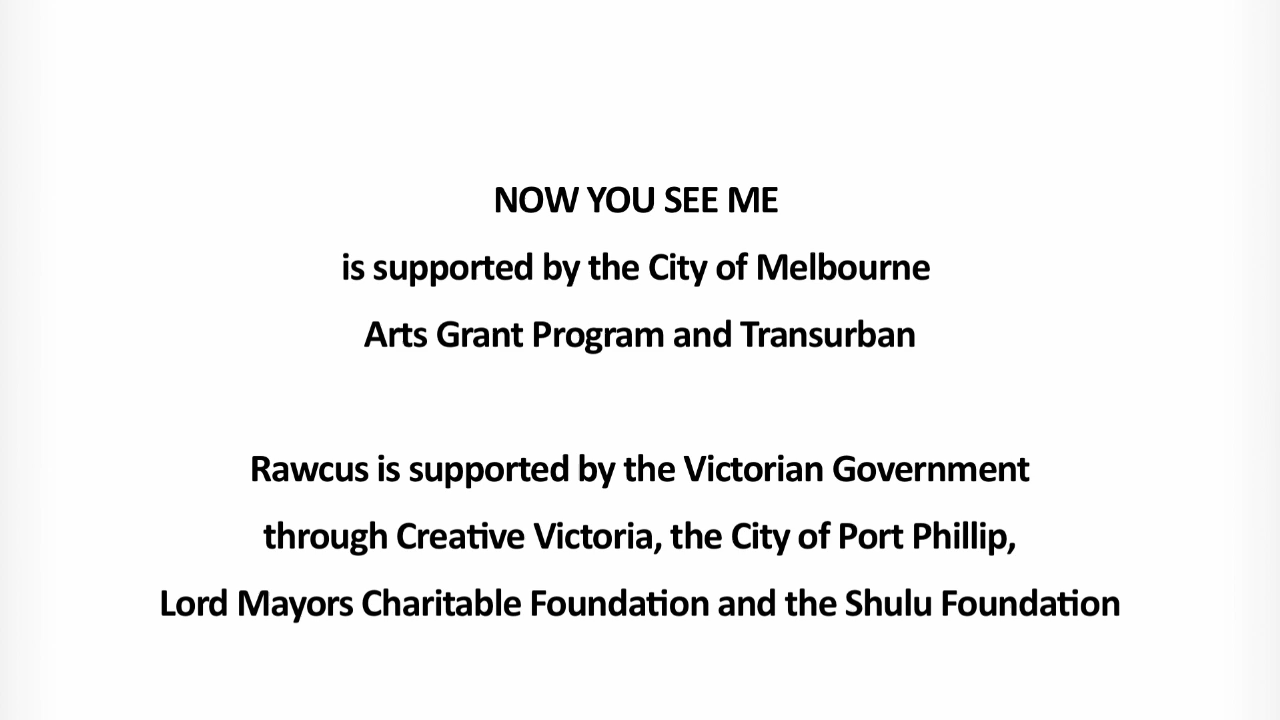 NOW YOU SEE ME
is supported by the City of Melbourne
Arts Grant Program and Transurban
Rawcus is supported by the Victorian Government
through Creative Victoria, the City of Port Phillip,
Lord Mayors Charitable Foundation and the Shulu Foundation